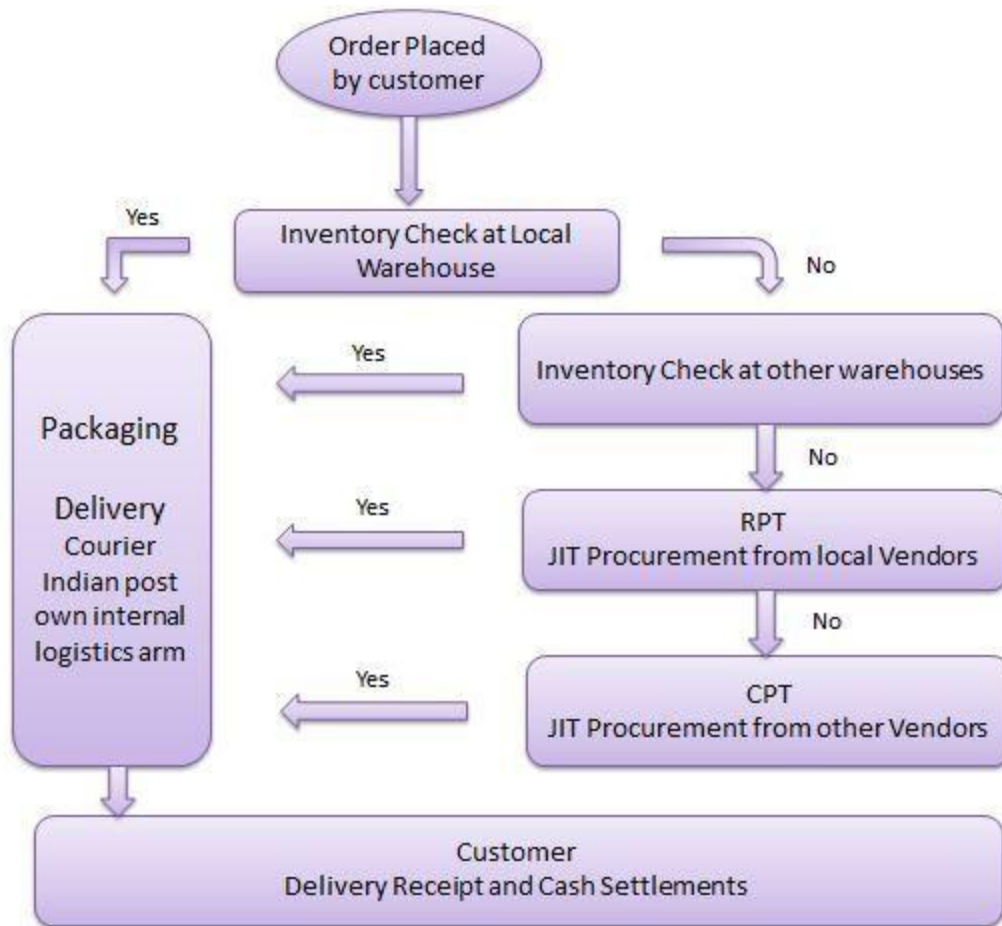 Order Placed
by customer
Yes
Inventory Check at Local
Warehouse
No
Yes
Inventory Check at other warehouses
No
Packaging
Delivery
Courier
Indian post
own internal
logistics arm
Yes
RPT
JIT Procurement from local Vendors
No
Yes
CPT
JIT Procurement from other Vendors
Customer
Delivery Receipt and Cash Settlements